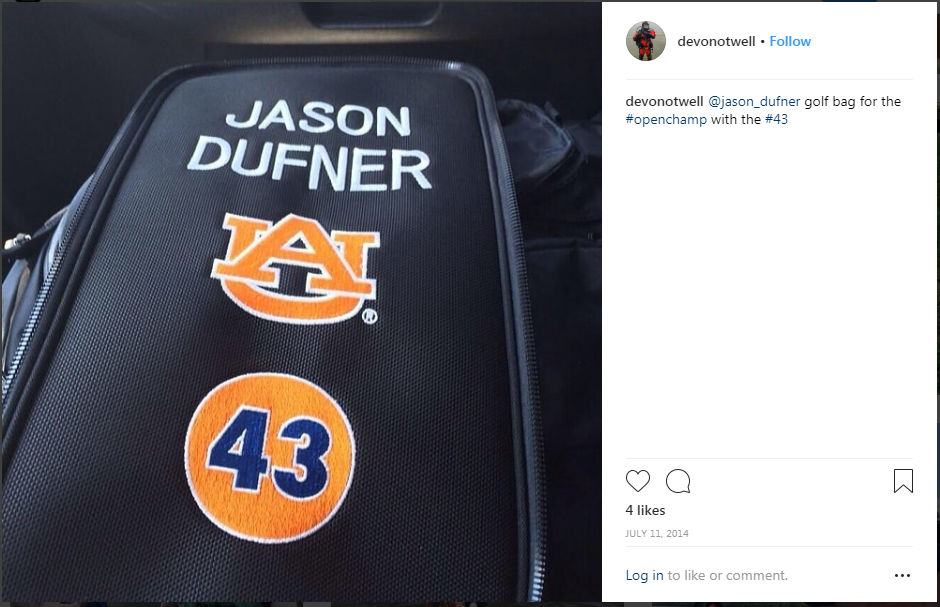 JASON
DUFNER
AU
®
43
devonotwell • Follow
devonotwell @jason_dufner golf bag for the
#openchamp with the #43
4 likes
JULY 11, 2014
Log in to like or comment.